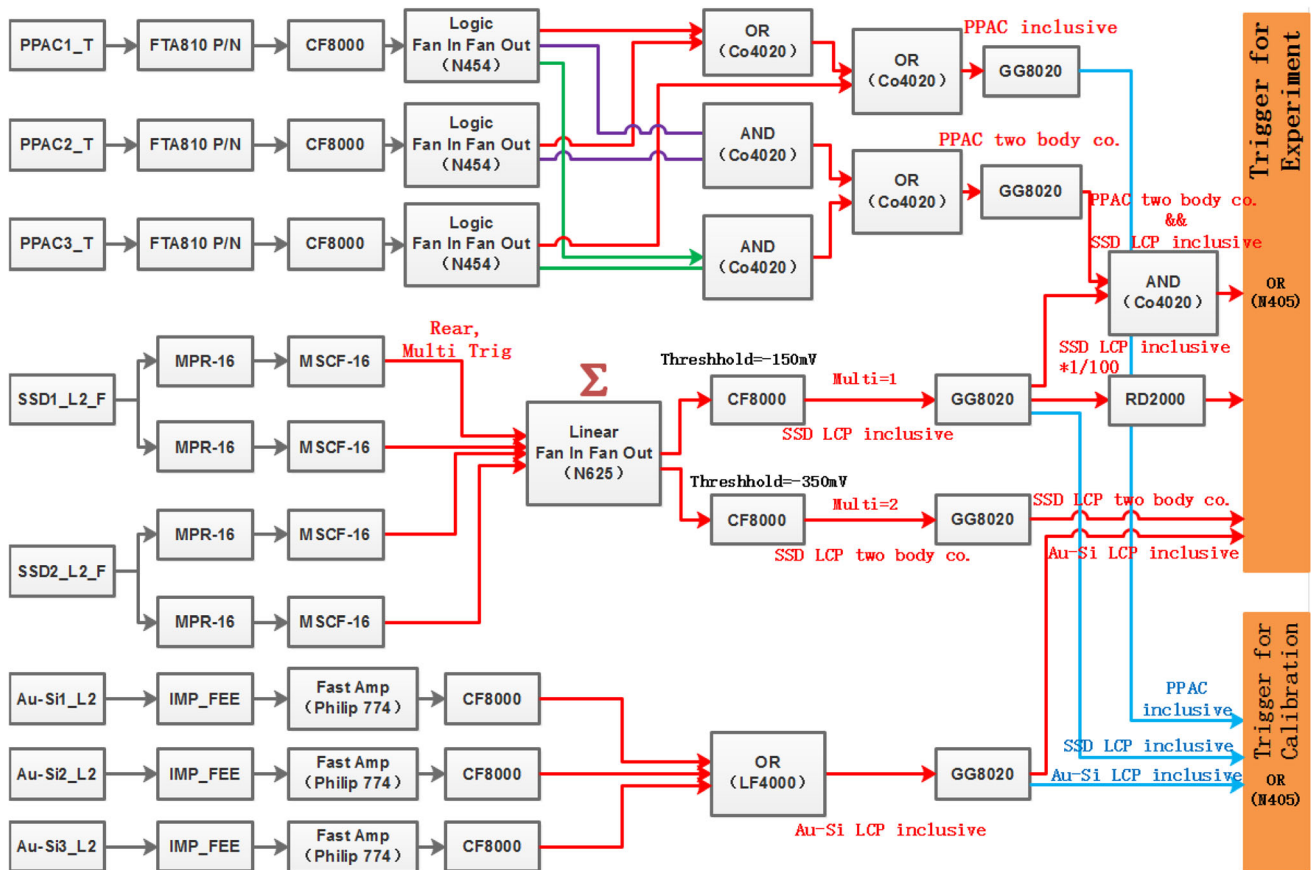 PPAC1_T
FTA810 P/N
CF8000
Logic
Fan In Fan Out
(N454)
OR
(Co4020)
OR
(Co4020)
PPAC inclusive
GG8020
Trigger for
Experiment
OR
(N405)
PPAC2_T
FTA810 P/N
CF8000
Logic
Fan In Fan Out
(N454)
AND
(Co4020)
PPAC two body co.
OR
(Co4020)
GG8020
PPAC two body co.
&&
SSD LCP inclusive
AND
(Co4020)
PPAC3_T
FTA810 P/N
CF8000
Logic
Fan In Fan Out
(N454)
AND
(Co4020)
Rear,
Multi Trig
SSD1_L2_F
MPR-16
MSCF-16
MPR-16
MSCF-16
Σ
Linear
Fan In Fan Out
(N625)
Threshhold=-150mV
CF8000
Multi=1
SSD LCP inclusive
GG8020
SSD LCP inclusive
*1/100
RD2000
Threshhold=-350mV
CF8000
Multi=2
SSD LCP two body co.
GG8020
SSD LCP two body co.
Au-Si LCP inclusive
SSD2_L2_F
MPR-16
MSCF-16
MPR-16
MSCF-16
Au-Si1_L2
IMP_FEE
Fast Amp
(Philip 774)
CF8000
Au-Si2_L2
IMP_FEE
Fast Amp
(Philip 774)
CF8000
Au-Si3_L2
IMP_FEE
Fast Amp
(Philip 774)
CF8000
OR
(LF4000)
Au-Si LCP inclusive
GG8020
PPAC
inclusive
SSD LCP inclusive
Au-Si LCP inclusive
Trigger for
Calibration
OR
(N405)